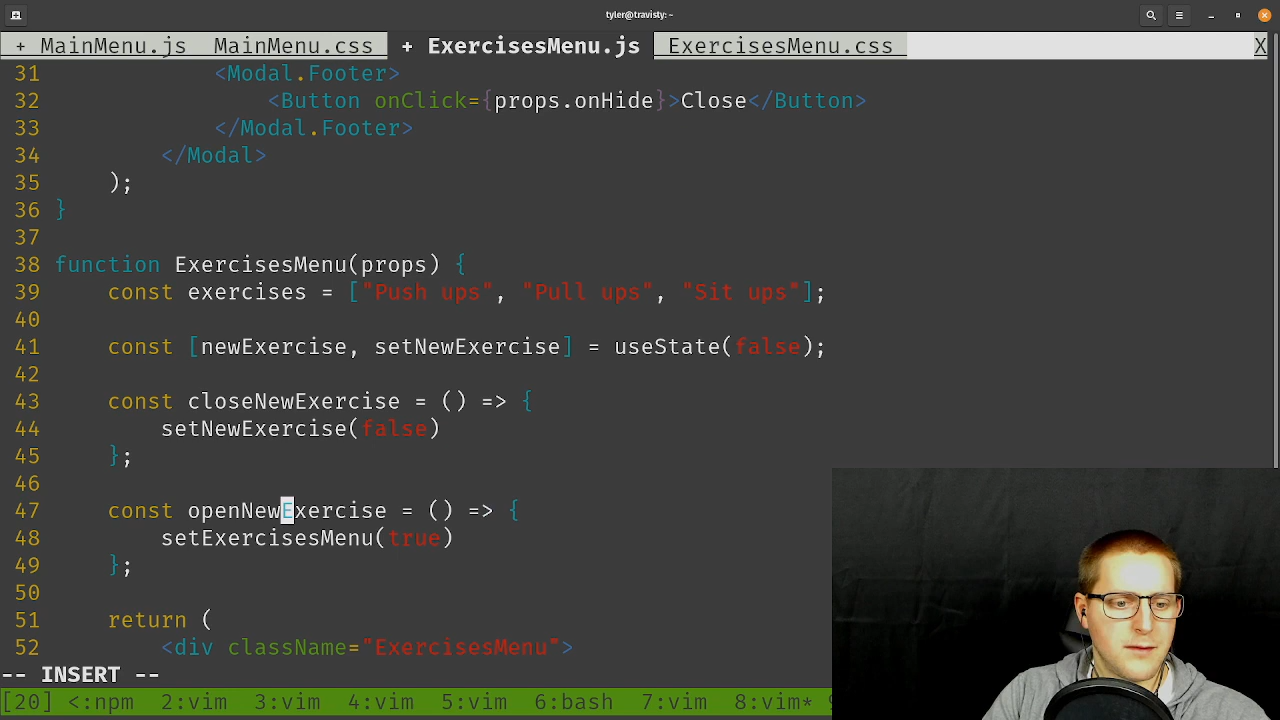 tyler@travisty:~
+ MainMenu.js MainMenu.css + ExercisesMenu.js ExercisesMenu.css X
31 <Modal.Footer>
32 <Button onClick={props.onHide}>Close</Button>
33 </Modal.Footer>
34 </Modal>
35 );
36 }
37
38 function ExercisesMenu(props) {
39 const exercises = ["Push ups", "Pull ups", "Sit ups"];
40
41 const [newExercise, setNewExercise] = useState(false);
42
43 const closeNewExercise = () => {
44 setNewExercise(false)
45 };
46
47 const openNewExercise = () => {
48 setExercisesMenu(true)
49 };
50
51 return (
52 <div className="ExercisesMenu">
-- INSERT --
[20] <:npm 2:vim 3:vim 4:vim 5:vim 6:bash 7:vim 8:vim*